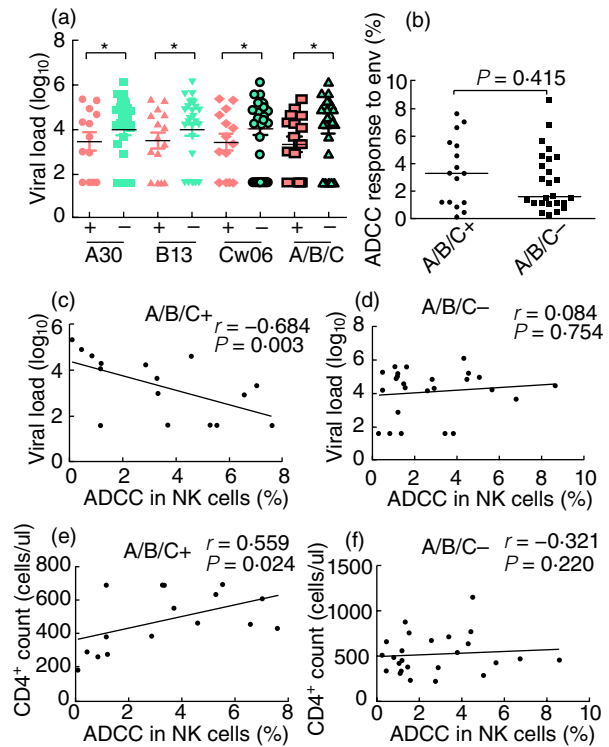 (a)
Viral load (log10)
6
4
2
0
* * * *
+ − + − + − + −
A30 B13 Cw06 A/B/C
(b)
ADCC response to env (%)
P = 0·415
10
8
6
4
2
0
A/B/C+ A/B/C−
(c)
A/B/C+
r = −0·684
P = 0·003
Viral load (log10)
6
4
2
0
0 2 4 6 8
ADCC in NK cells (%)
(d)
A/B/C−
r = 0·084
P = 0·754
Viral load (log10)
8
6
4
2
0
0 2 4 6 8 10
ADCC in NK cells (%)
(e)
A/B/C+
r = 0·559
P = 0·024
CD4+ count (cells/ul)
800
600
400
200
0
0 2 4 6 8
ADCC in NK cells (%)
(f)
A/B/C−
r = −0·321
P = 0·220
CD4+ count (cells/ul)
1500
1000
500
0
0 2 4 6 8 10
ADCC in NK cells (%)